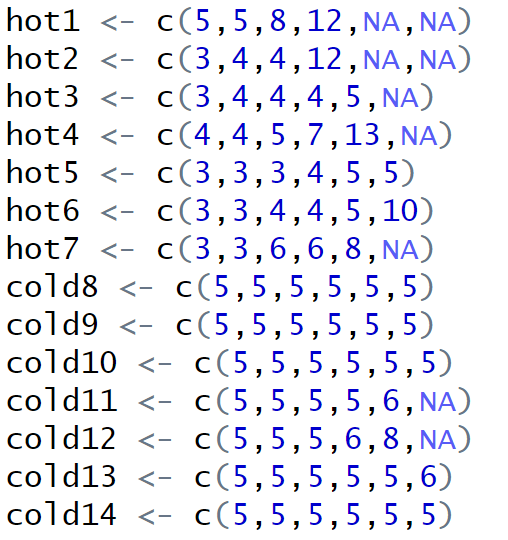 hot1 <- c(5,5,8,12,NA,NA)
hot2 <- c(3,4,4,12,NA,NA)
hot3 <- c(3,4,4,4,5,NA)
hot4 <- c(4,4,5,7,13,NA)
hot5 <- c(3,3,3,4,5,5)
hot6 <- c(3,3,4,4,5,10)
hot7 <- c(3,3,6,6,8,NA)
cold8 <- c(5,5,5,5,5,5)
cold9 <- c(5,5,5,5,5,5)
cold10 <- c(5,5,5,5,5,5)
cold11 <- c(5,5,5,5,6,NA)
cold12 <- c(5,5,5,6,8,NA)
cold13 <- c(5,5,5,5,5,6)
cold14 <- c(5,5,5,5,5,5)